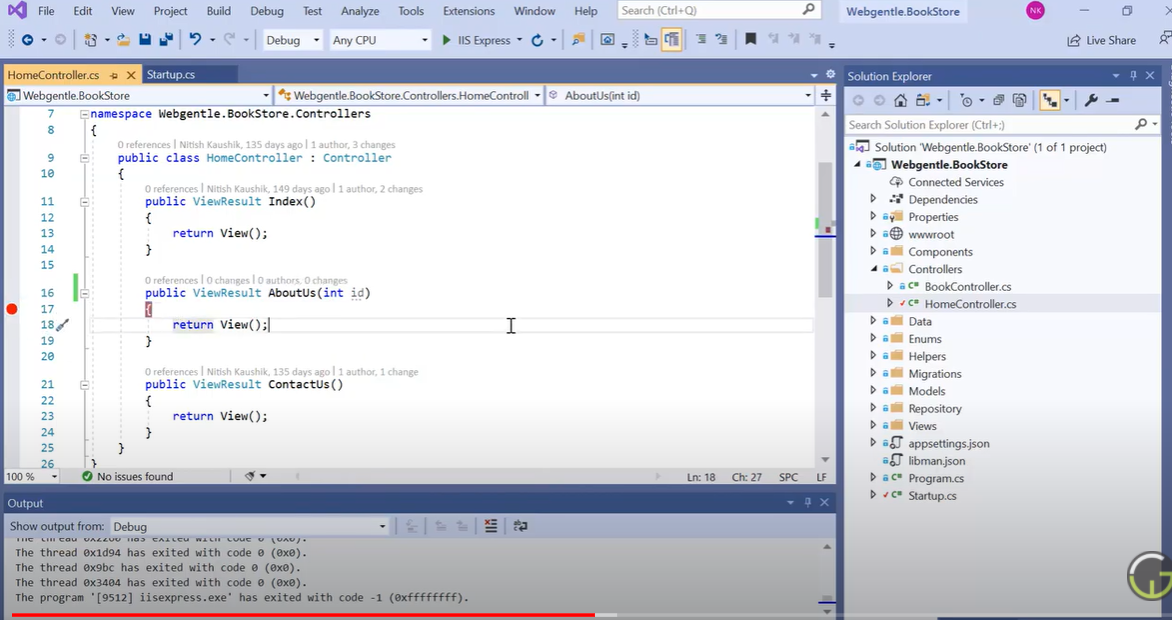 File Edit View Project Build Debug Test Analyze Tools Extensions Window Help Search (Ctrl+Q) Webgentle.BookStore NK
Debug Any CPU IIS Express Live Share
HomeController.cs Startup.cs
Webgentle.BookStore Webgentle.BookStore.Controllers.HomeControll AboutUs(int id)
7 namespace Webgentle.BookStore.Controllers
8 {
0 references | Nitish Kaushik, 135 days ago | 1 author, 3 changes
9 public class HomeController : Controller
10 {
0 references | Nitish Kaushik, 149 days ago | 1 author, 2 changes
11 public ViewResult Index()
12 {
13 return View();
14 }
15
0 references | 0 changes | 0 authors, 0 changes
16 public ViewResult AboutUs(int id)
17 {
18 return View();
19 }
20
0 references | Nitish Kaushik, 135 days ago | 1 author, 1 change
21 public ViewResult ContactUs()
22 {
23 return View();
24 }
25 }
26 }
100 % No issues found Ln: 18 Ch: 27 SPC LF
Output
Show output from: Debug
The thread 0x2200 has exited with code 0 (0x0).
The thread 0x1d94 has exited with code 0 (0x0).
The thread 0x9bc has exited with code 0 (0x0).
The thread 0x3404 has exited with code 0 (0x0).
The program '[9512] iisexpress.exe' has exited with code -1 (0xffffffff).
Solution Explorer
Search Solution Explorer (Ctrl+;)
Solution 'Webgentle.BookStore' (1 of 1 project)
Webgentle.BookStore
Connected Services
Dependencies
Properties
wwwroot
Components
Controllers
C# BookController.cs
C# HomeController.cs
Data
Enums
Helpers
Migrations
Models
Repository
Views
appsettings.json
libman.json
C# Program.cs
C# Startup.cs